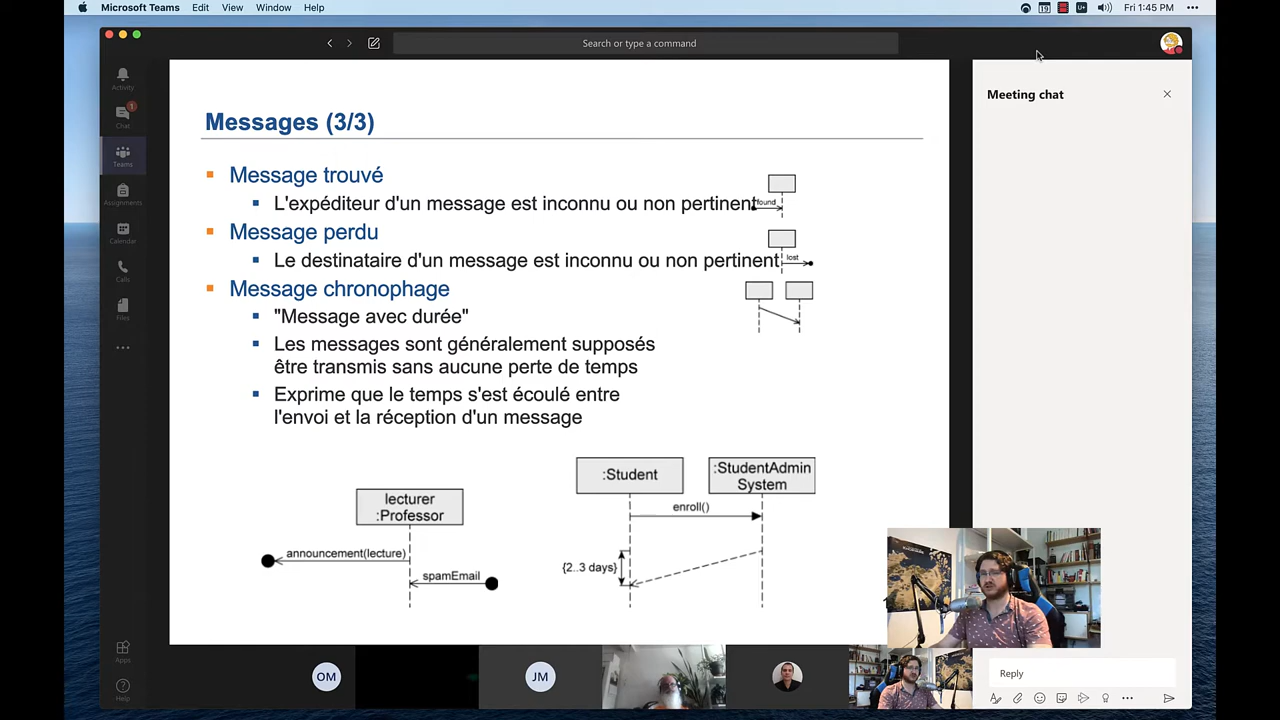 Microsoft Teams Edit View Window Help
19 U+ Fri 1:45 PM
Search or type a command
Activity
Chat
1
Teams
Assignments
Calendar
Calls
Files
Apps
Help
Messages (3/3)
Message trouvé
L'expéditeur d'un message est inconnu ou non pertinent
found
Message perdu
Le destinataire d'un message est inconnu ou non pertinent
lost
Message chronophage
"Message avec durée"
Les messages sont généralement supposés
être transmis sans aucune perte de temps
Exprime que le temps s'est écoulé entre
l'envoi et la réception d'un message
lecturer
:Professor
announcement(lecture)
spamEmail
:Student
:StudentAdmin
System
enroll()
{2..3 days}
OM
JM
Meeting chat
Reply